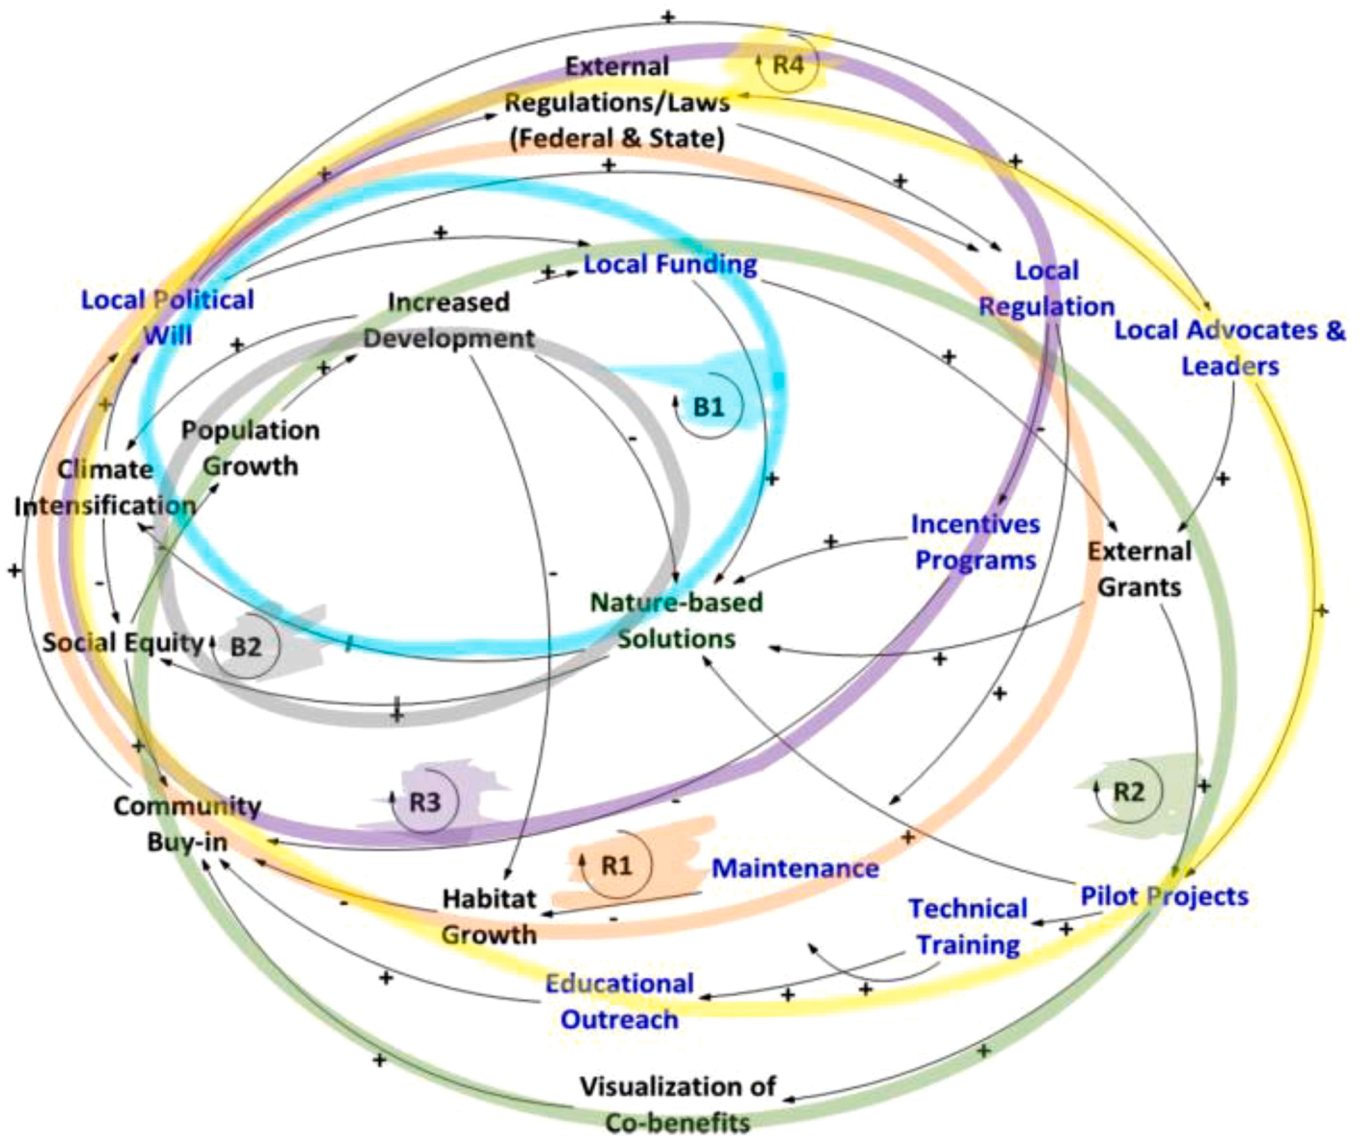 +
External
Regulations/Laws
(Federal & State)
R4
+
+
+
+
Local Political
Will
+
+
Local Funding
Increased
Development
Local
Regulation
Local Advocates &
Leaders
+
+
+
+
B1
-
-
Population
Growth
Climate
Intensification
+
+
Incentives
Programs
+
External
Grants
-
-
-
+
+
Nature-based
Solutions
Social Equity
B2
+
+
+
+
+
R3
-
R2
+
Community
Buy-in
R1
Maintenance
+
Habitat
Growth
-
-
Pilot Projects
Technical
Training
+
+
Educational
Outreach
+
+
+
+
Visualization of
Co-benefits